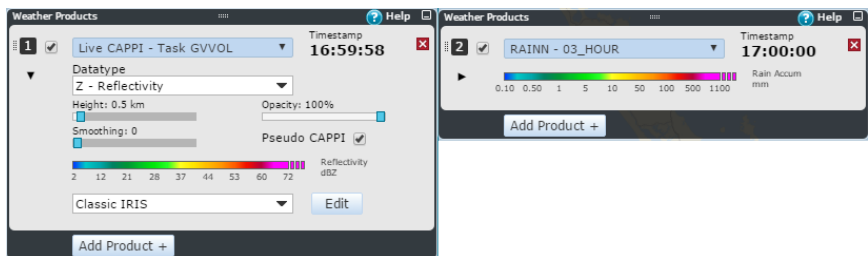 Weather Products
? Help
1
Live CAPPI - Task GVVOL
Timestamp
16:59:58
Datatype
Z - Reflectivity
Height: 0.5 km
Opacity: 100%
Smoothing: 0
Pseudo CAPPI
Reflectivity
dBZ
2 12 21 28 37 44 53 60 72
Classic IRIS
Edit
Add Product +
Weather Products
? Help
2
RAINN - 03_HOUR
Timestamp
17:00:00
Rain Accum
mm
0.10 0.50 1 5 10 50 100 500 1100
Add Product +